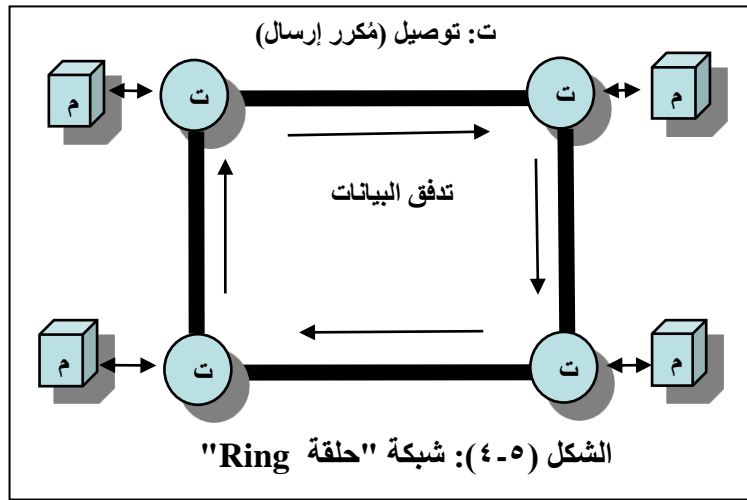 ت: توصيل (مُكرر إرسال)
م
ت
ت
م
تدفق البيانات
م
ت
ت
م
الشكل (٥-٤): شبكة "حلقة Ring"